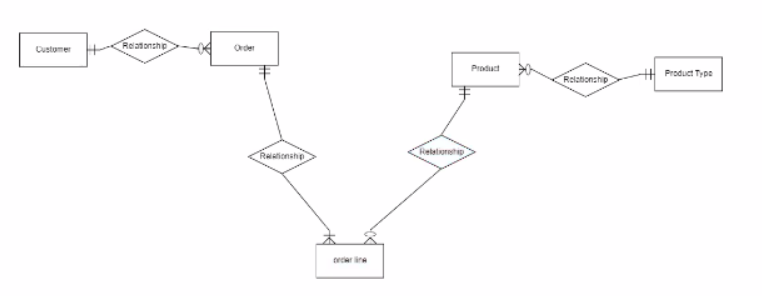 Customer
Relationship
Order
Product
Relationship
Product Type
Relationship
Relationship
order line